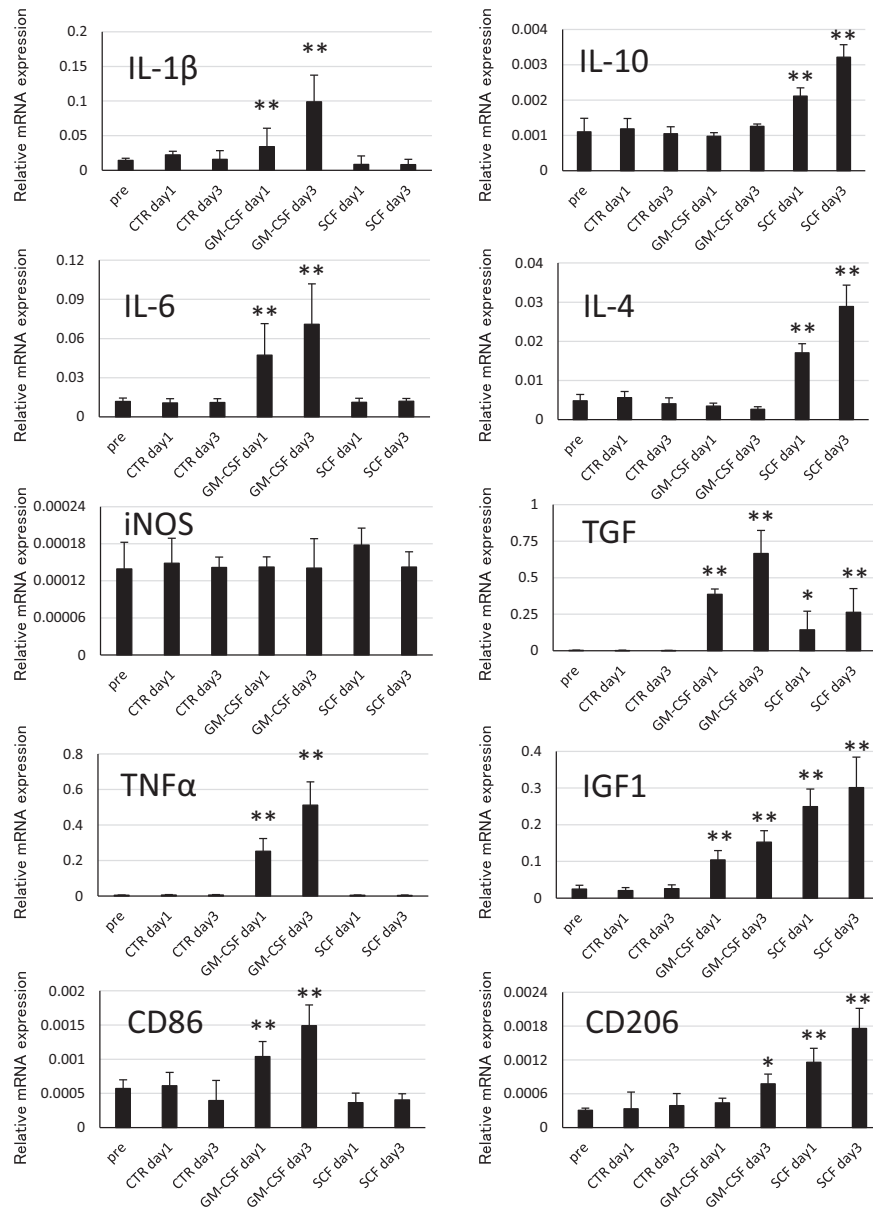 Relative mRNA expression
IL-1β
0.2
0.15
0.1
0.05
0
**
**
pre
CTR day1
CTR day3
GM-CSF day1
GM-CSF day3
SCF day1
SCF day3
Relative mRNA expression
IL-10
0.004
0.003
0.002
0.001
0
**
**
pre
CTR day1
CTR day3
GM-CSF day1
GM-CSF day3
SCF day1
SCF day3
Relative mRNA expression
IL-6
0.12
0.09
0.06
0.03
0
**
**
pre
CTR day1
CTR day3
GM-CSF day1
GM-CSF day3
SCF day1
SCF day3
Relative mRNA expression
IL-4
0.04
0.03
0.02
0.01
0
**
**
pre
CTR day1
CTR day3
GM-CSF day1
GM-CSF day3
SCF day1
SCF day3
Relative mRNA expression
iNOS
0.00024
0.00018
0.00012
0.00006
0
pre
CTR day1
CTR day3
GM-CSF day1
GM-CSF day3
SCF day1
SCF day3
Relative mRNA expression
TGF
1
0.75
0.5
0.25
0
**
**
*
**
pre
CTR day1
CTR day3
GM-CSF day1
GM-CSF day3
SCF day1
SCF day3
Relative mRNA expression
TNFα
0.8
0.6
0.4
0.2
0
**
**
pre
CTR day1
CTR day3
GM-CSF day1
GM-CSF day3
SCF day1
SCF day3
Relative mRNA expression
IGF1
0.4
0.3
0.2
0.1
0
**
**
**
**
pre
CTR day1
CTR day3
GM-CSF day1
GM-CSF day3
SCF day1
SCF day3
Relative mRNA expression
CD86
0.002
0.0015
0.001
0.0005
0
**
**
pre
CTR day1
CTR day3
GM-CSF day1
GM-CSF day3
SCF day1
SCF day3
Relative mRNA expression
CD206
0.0024
0.0018
0.0012
0.0006
0
*
**
**
pre
CTR day1
CTR day3
GM-CSF day1
GM-CSF day3
SCF day1
SCF day3